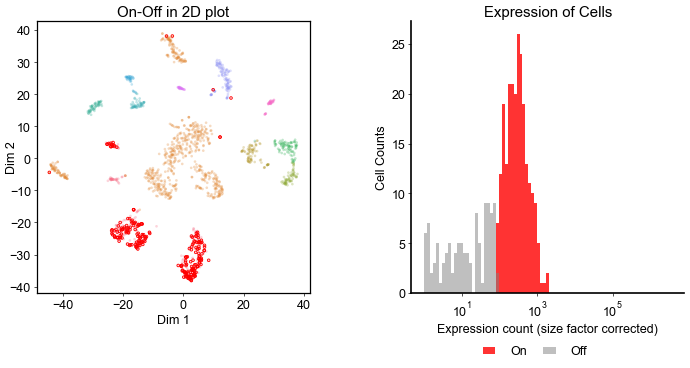 On-Off in 2D plot
Dim 2
40
30
20
10
0
−10
−20
−30
−40
−40 −20 0 20 40
Dim 1
Expression of Cells
Cell Counts
25
20
15
10
5
0
10^1 10^3 10^5
Expression count (size factor corrected)
On Off